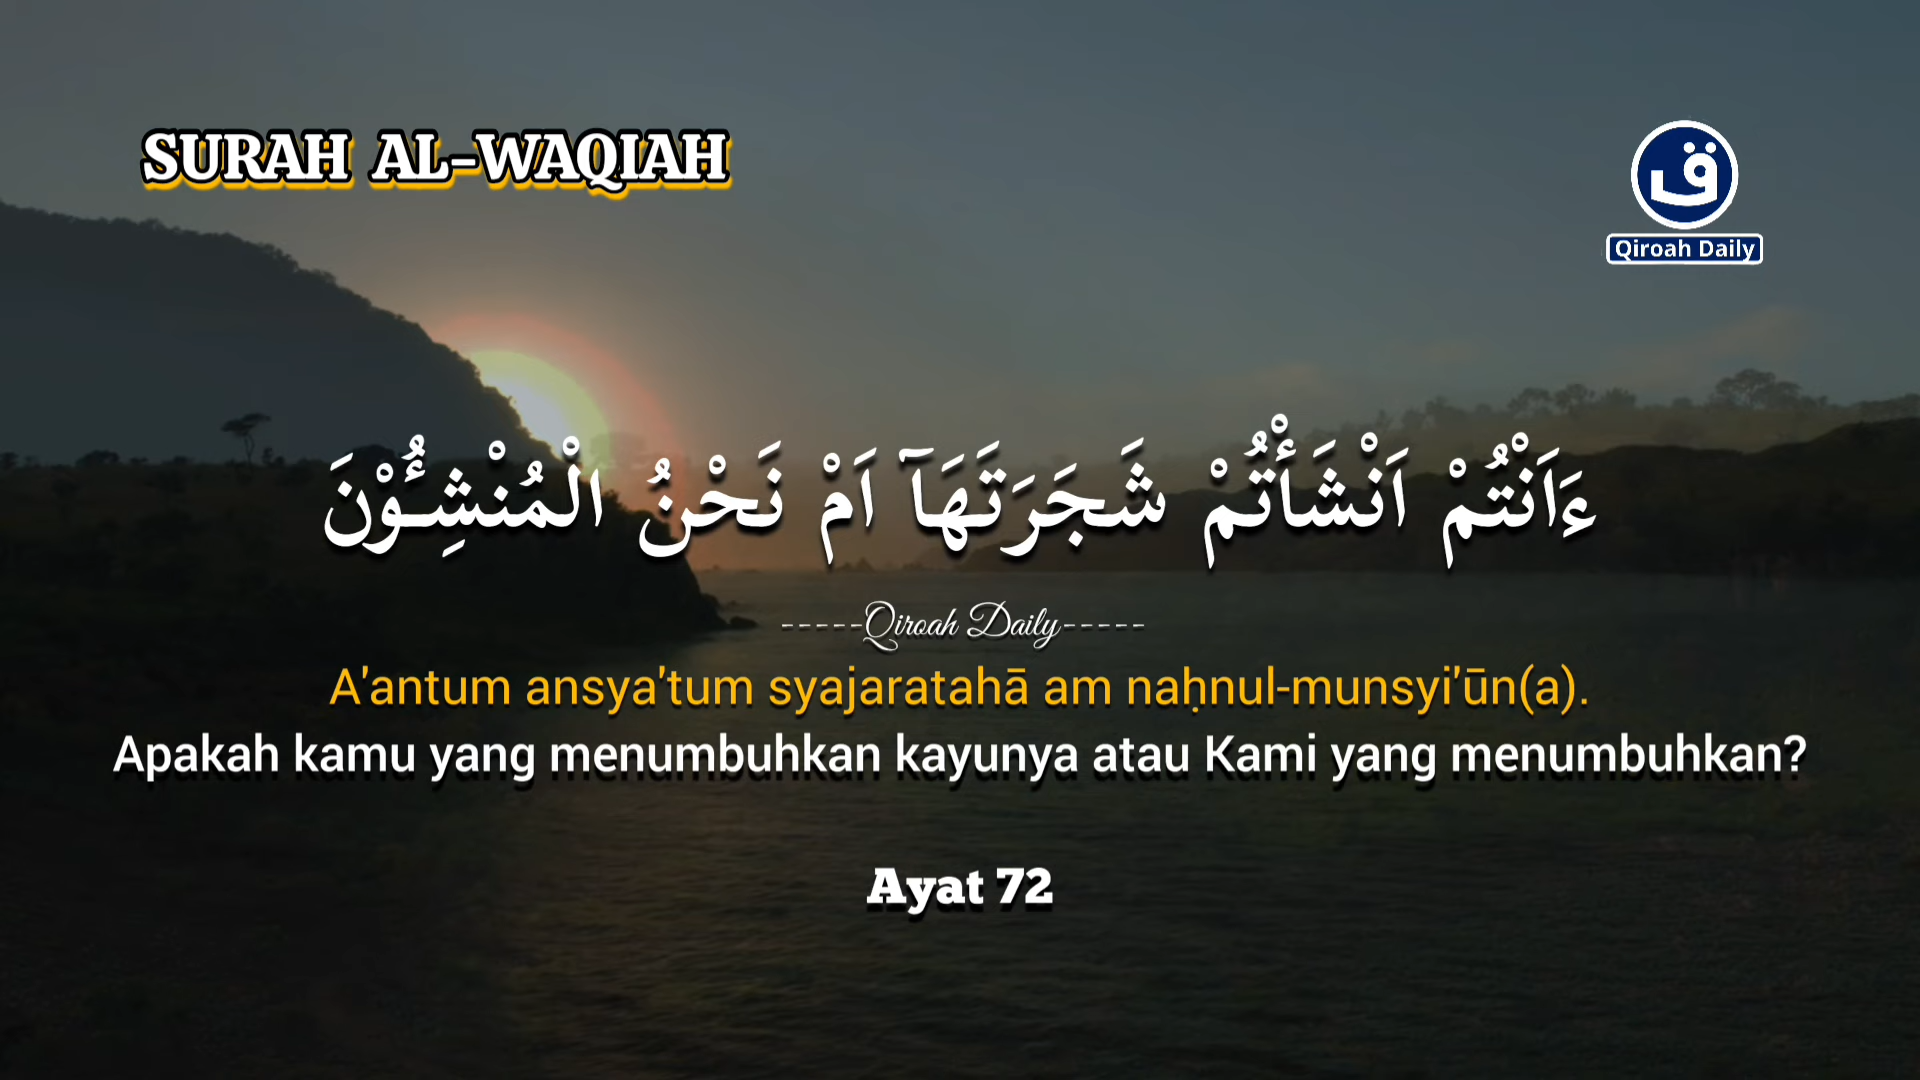 SURAH AL-WAQIAH
ق
Qiroah Daily
ءَاَنْتُمْ اَنْشَأْتُمْ شَجَرَتَهَآ اَمْ نَحْنُ الْمُنْشِـُٔوْنَ
-----Qiroah Daily-----
A'antum ansya'tum syajaratahā am naḥnul-munsyi'ūn(a).
Apakah kamu yang menumbuhkan kayunya atau Kami yang menumbuhkan?
Ayat 72